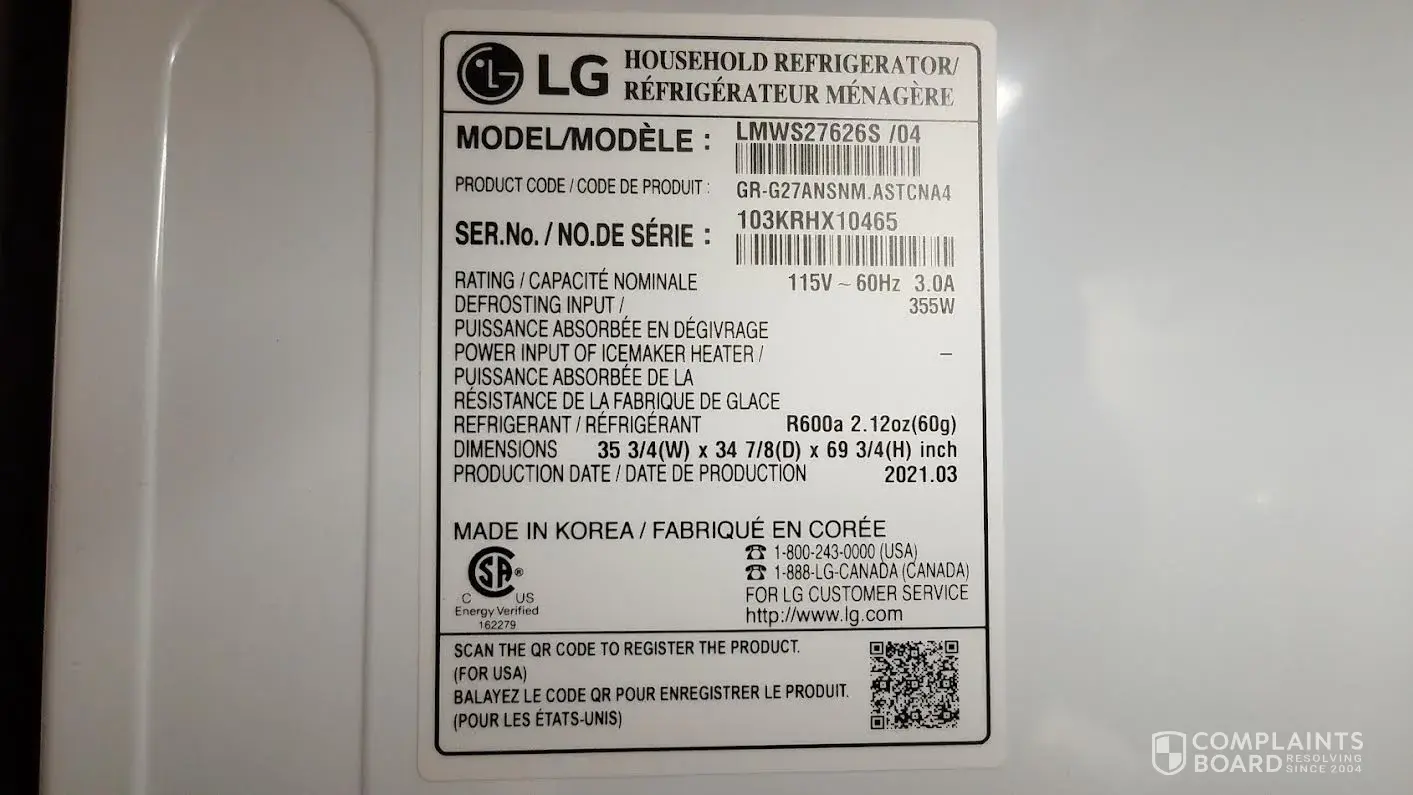 LG HOUSEHOLD REFRIGERATOR/
RÉFRIGÉRATEUR MÉNAGÈRE
MODEL/MODÈLE : LMWS27626S /04
PRODUCT CODE / CODE DE PRODUIT : GR-G27ANSNM.ASTCNA4
SER.No. / NO.DE SÉRIE : 103KRHX10465
RATING / CAPACITÉ NOMINALE 115V ~ 60Hz 3.0A
DEFROSTING INPUT / 355W
PUISSANCE ABSORBÉE EN DÉGIVRAGE
POWER INPUT OF ICEMAKER HEATER / –
PUISSANCE ABSORBÉE DE LA
RÉSISTANCE DE LA FABRIQUE DE GLACE
REFRIGERANT / RÉFRIGÉRANT R600a 2.12oz(60g)
DIMENSIONS 35 3/4(W) x 34 7/8(D) x 69 3/4(H) inch
PRODUCTION DATE / DATE DE PRODUCTION 2021.03
MADE IN KOREA / FABRIQUÉ EN CORÉE
SA ®
C US
Energy Verified
162279
☎ 1-800-243-0000 (USA)
☎ 1-888-LG-CANADA (CANADA)
FOR LG CUSTOMER SERVICE
http://www.lg.com
SCAN THE QR CODE TO REGISTER THE PRODUCT.
(FOR USA)
BALAYEZ LE CODE QR POUR ENREGISTRER LE PRODUIT.
(POUR LES ÉTATS-UNIS)
COMPLAINTS
BOARD RESOLVING
SINCE 2004